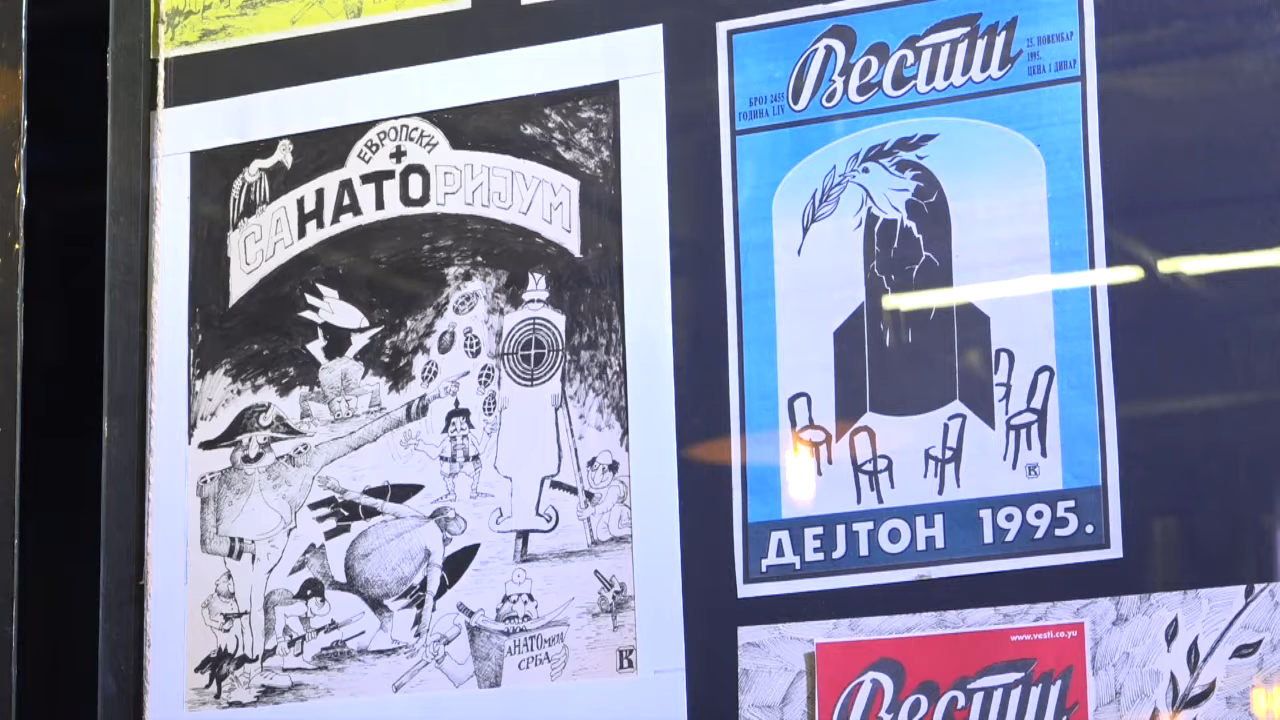 ЕВРОПСКИ
САНАТОРИЈУМ
АНАТОМИЈА
СРБА
К
Вести
25. НОВЕМБАР
1995.
ЦЕНА 1 ДИНАР
БРОЈ 2455
ГОДИНА LIV
К
ДЕЈТОН 1995.
www.vesti.co.yu
Вести